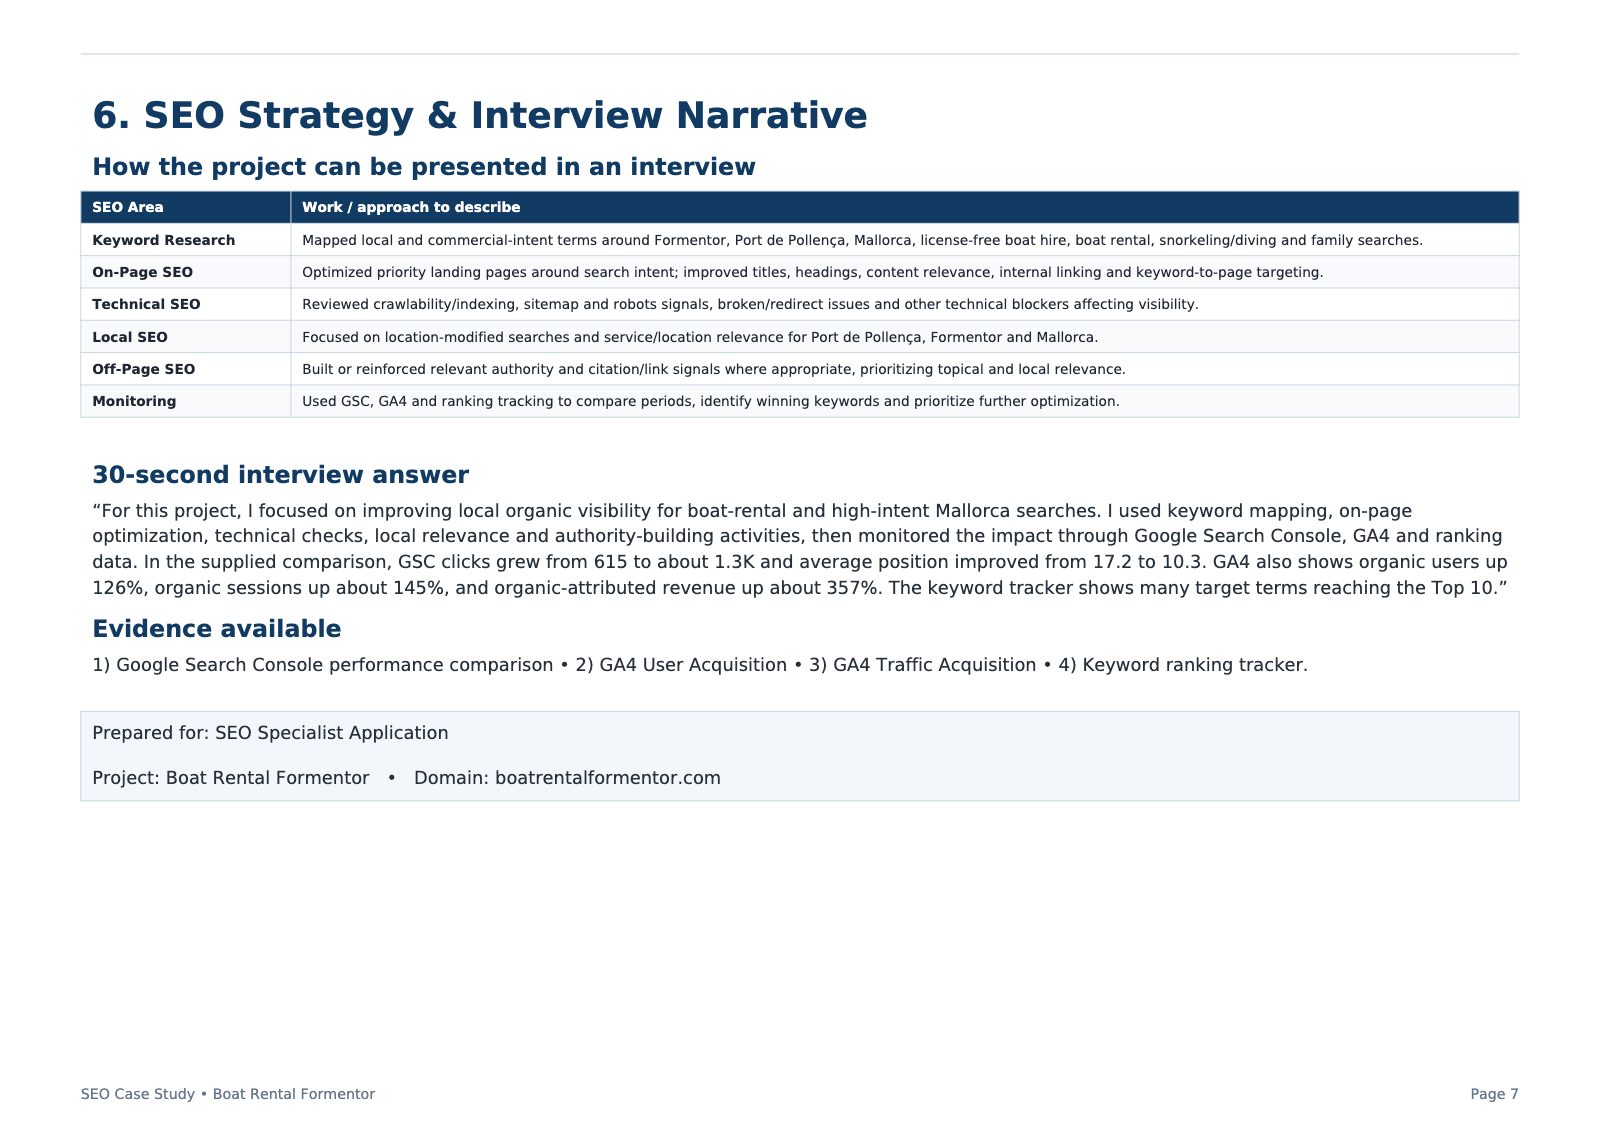 6. SEO Strategy & Interview Narrative
How the project can be presented in an interview
SEO Area Work / approach to describe
Keyword Research Mapped local and commercial-intent terms around Formentor, Port de Pollença, Mallorca, license-free boat hire, boat rental, snorkeling/diving and family searches.
On-Page SEO Optimized priority landing pages around search intent; improved titles, headings, content relevance, internal linking and keyword-to-page targeting.
Technical SEO Reviewed crawlability/indexing, sitemap and robots signals, broken/redirect issues and other technical blockers affecting visibility.
Local SEO Focused on location-modified searches and service/location relevance for Port de Pollença, Formentor and Mallorca.
Off-Page SEO Built or reinforced relevant authority and citation/link signals where appropriate, prioritizing topical and local relevance.
Monitoring Used GSC, GA4 and ranking tracking to compare periods, identify winning keywords and prioritize further optimization.
30-second interview answer
“For this project, I focused on improving local organic visibility for boat-rental and high-intent Mallorca searches. I used keyword mapping, on-page
optimization, technical checks, local relevance and authority-building activities, then monitored the impact through Google Search Console, GA4 and ranking
data. In the supplied comparison, GSC clicks grew from 615 to about 1.3K and average position improved from 17.2 to 10.3. GA4 also shows organic users up
126%, organic sessions up about 145%, and organic-attributed revenue up about 357%. The keyword tracker shows many target terms reaching the Top 10.”
Evidence available
1) Google Search Console performance comparison • 2) GA4 User Acquisition • 3) GA4 Traffic Acquisition • 4) Keyword ranking tracker.
Prepared for: SEO Specialist Application
Project: Boat Rental Formentor • Domain: boatrentalformentor.com
SEO Case Study • Boat Rental Formentor Page 7